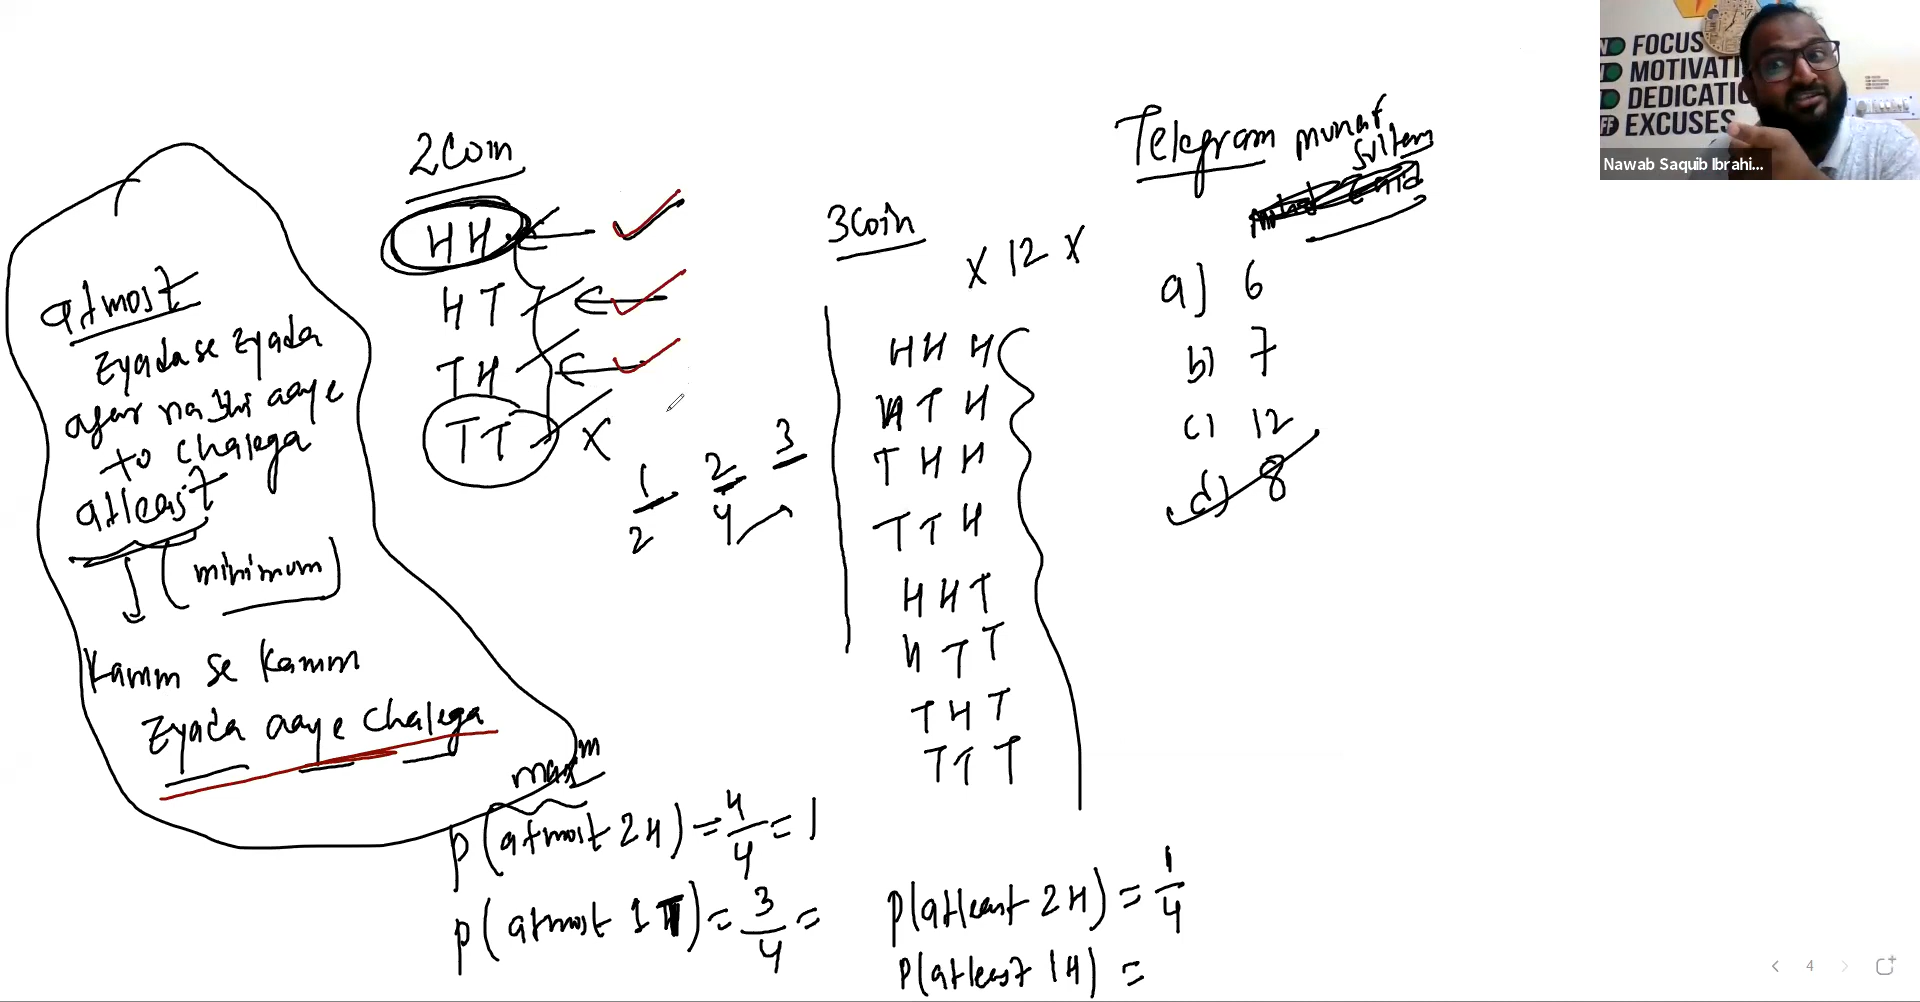 FOCUS
MOTIVATI
DEDICATIO
EXCUSES
Nawab Saquib Ibrahi...
atmost
Zyada se Zyada
agar na bhi aaye
to chalega
atleast
(minimum)
Kamm se Kamm
Zyada aaye chalega
2Coin
HH
HT
TH
TT X
1/2 2/4 3
3Coin
X 12 X
HHH
HTH
THH
TTH
HHT
HTT
THT
TTT
Telegram munaf
Sultan
a) 6
b) 7
c) 12
d) 8
maxm
P(atmost 2H) = 4/4 = 1
P(atmost 1T) = 3/4 =
P(atleast 2H) = 1/4
P(atleast 1H) =
4